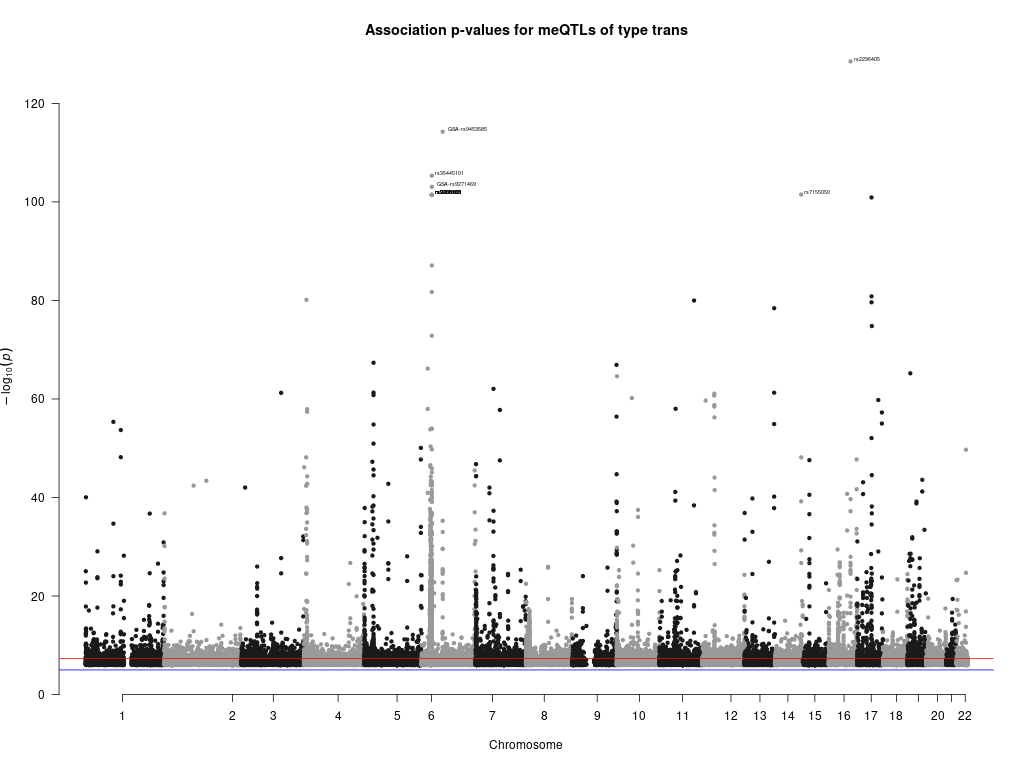 Association p-values for meQTLs of type trans
rs2296405
120
GSA-rs9453585
rs35445101
GSA-rs9271469
rs7155050
100
80
60
40
20
0
− log10(p)
1 2 3 4 5 6 7 8 9 10 11 12 13 14 15 16 17 18 20 22
Chromosome